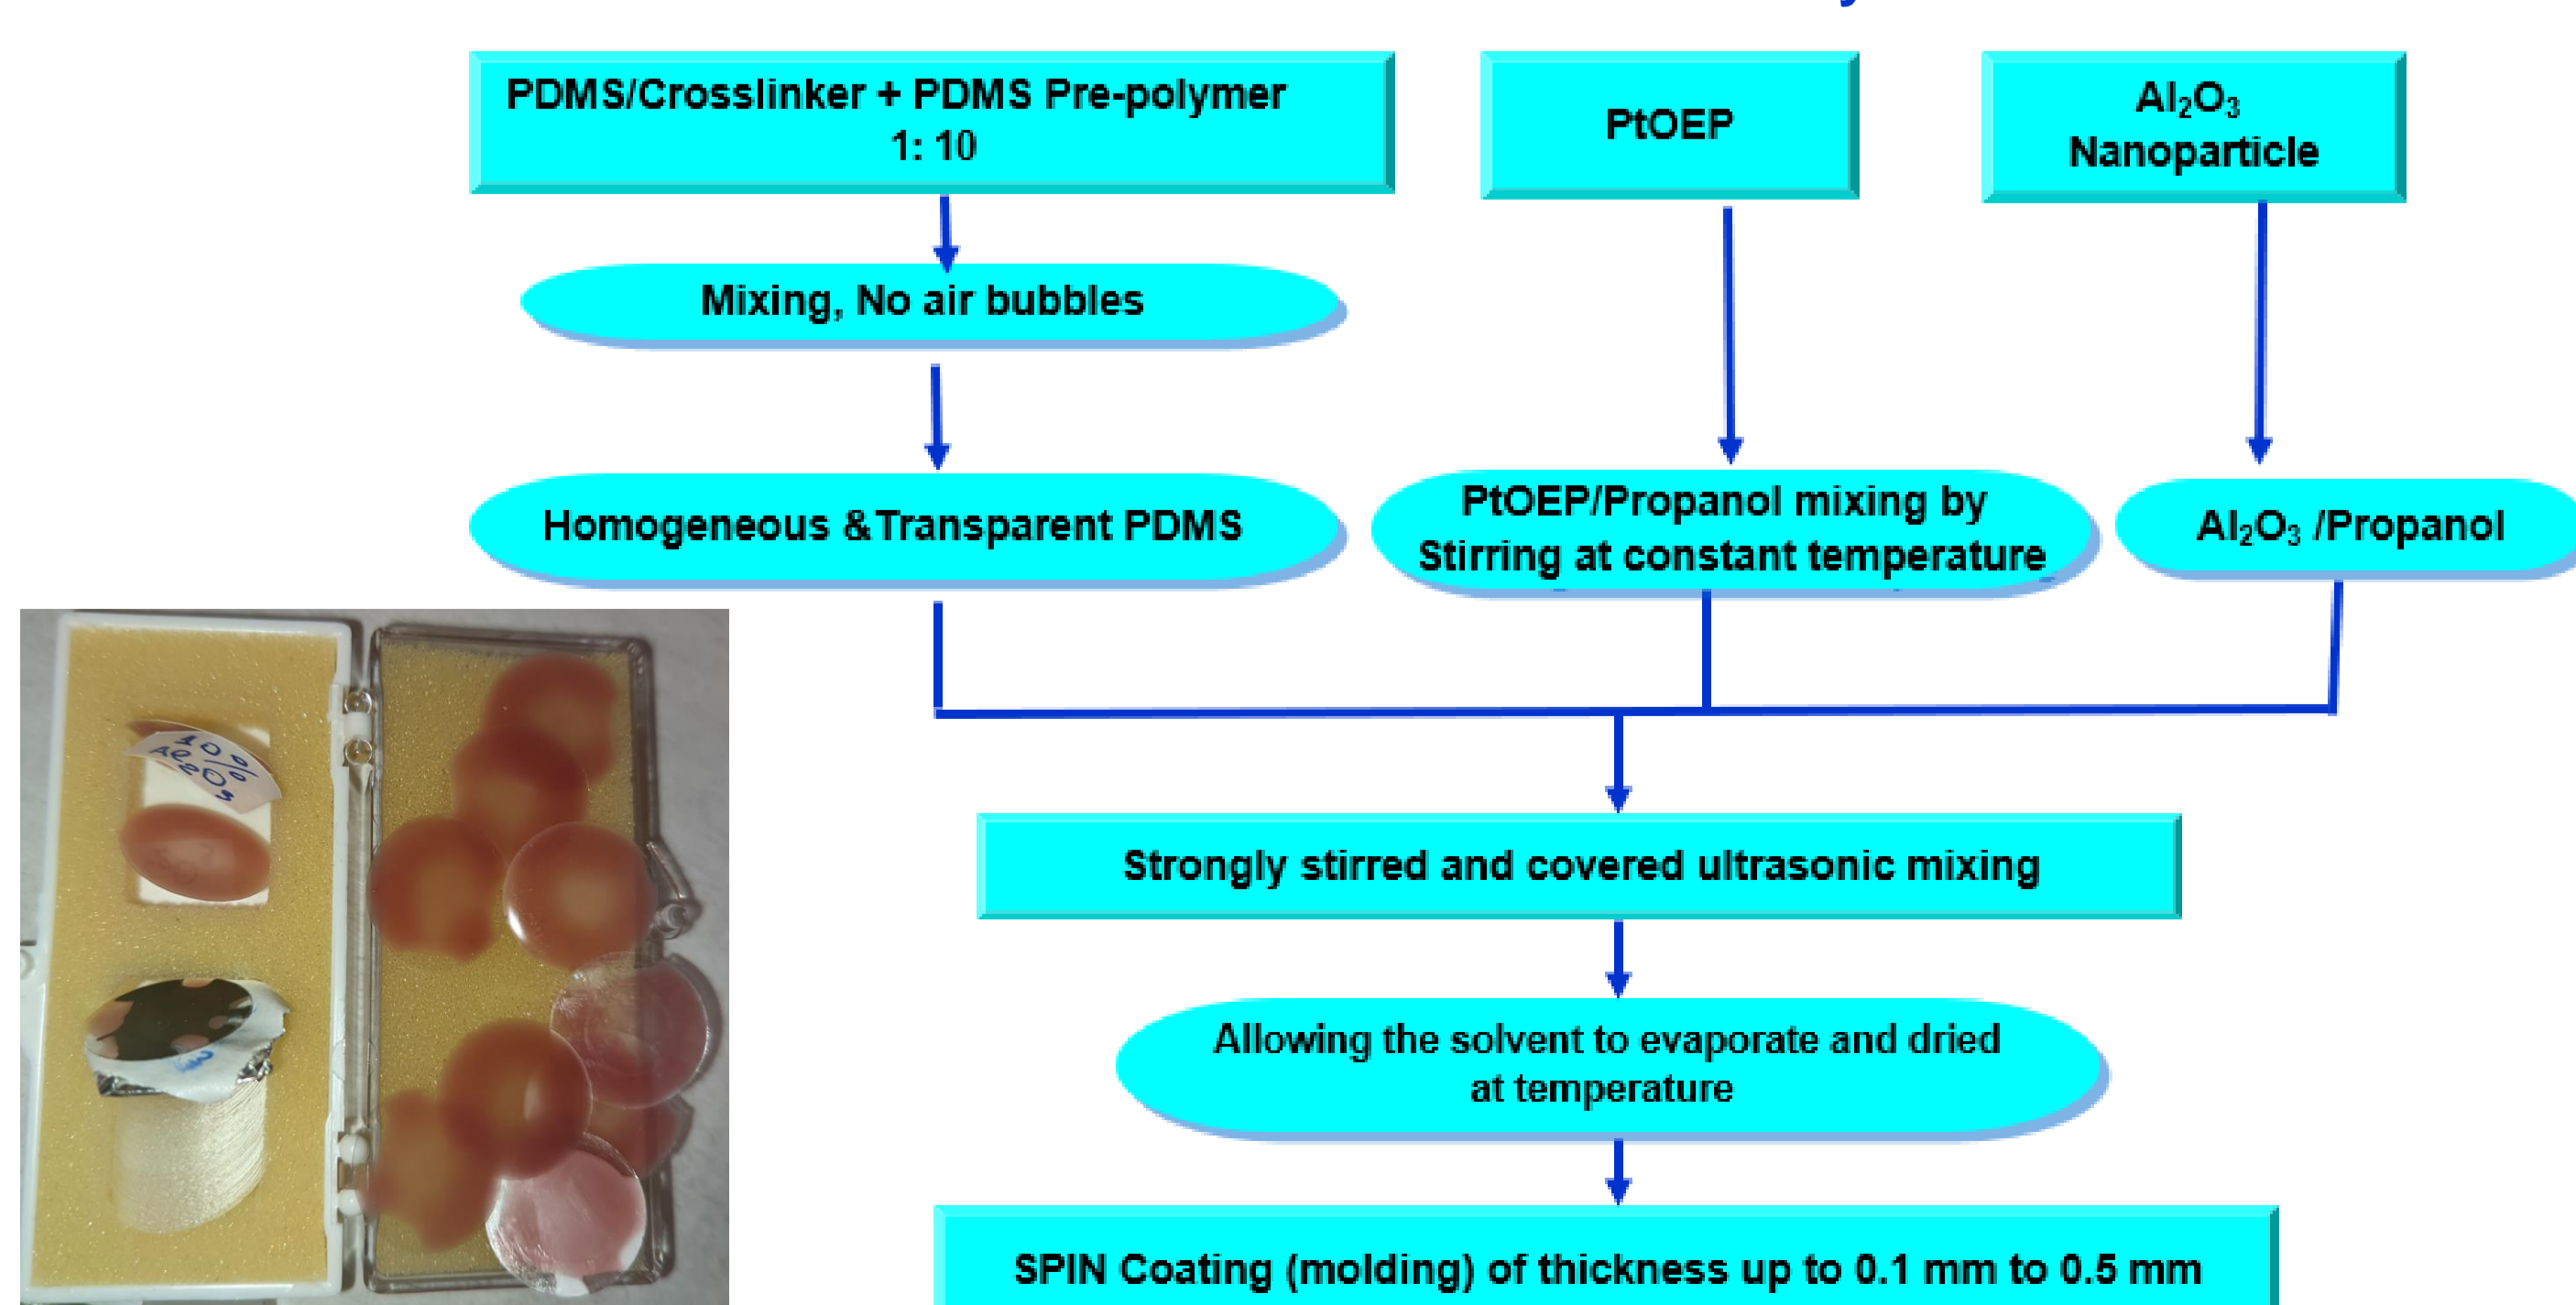 PDMS/Crosslinker + PDMS Pre-polymer
1: 10
PtOEP
Al₂O₃
Nanoparticle
Mixing, No air bubbles
Homogeneous &Transparent PDMS
PtOEP/Propanol mixing by
Stirring at constant temperature
Al₂O₃ /Propanol
10%
Al2O3
Strongly stirred and covered ultrasonic mixing
Allowing the solvent to evaporate and dried
at temperature
SPIN Coating (molding) of thickness up to 0.1 mm to 0.5 mm